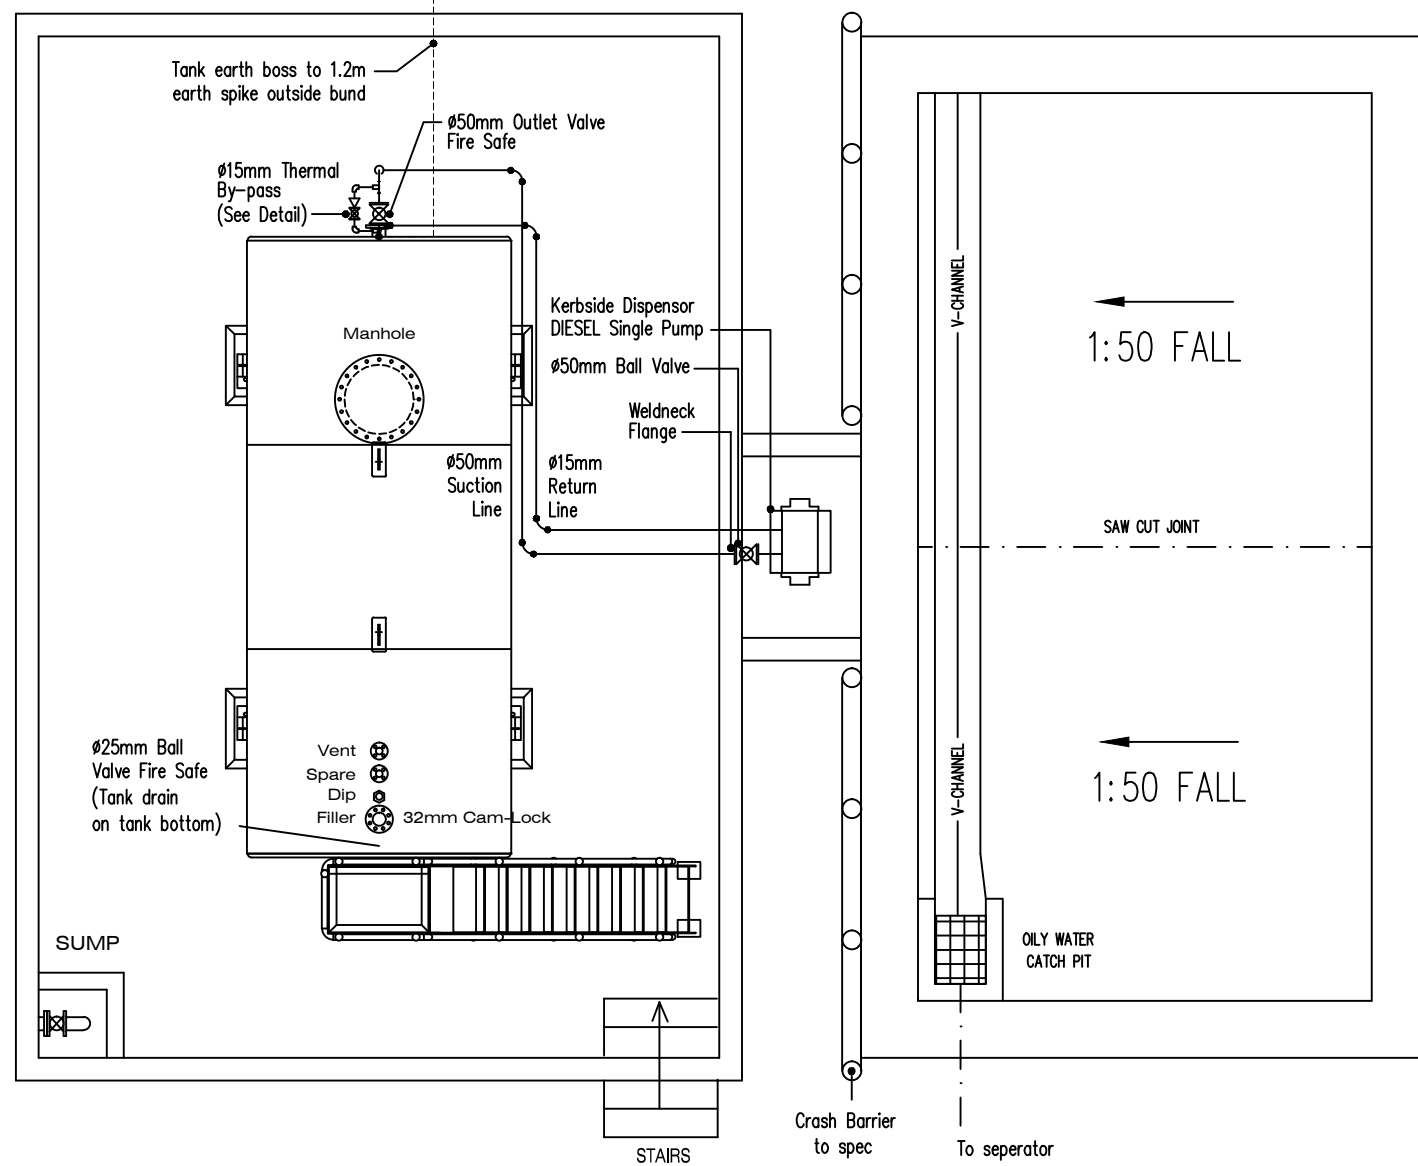 Tank earth boss to 1.2m
earth spike outside bund
ø50mm Outlet Valve
Fire Safe
ø15mm Thermal
By-pass
(See Detail)
Manhole
Kerbside Dispensor
DIESEL Single Pump
ø50mm Ball Valve
Weldneck
Flange
ø50mm
Suction
Line
ø15mm
Return
Line
V-CHANNEL
1:50 FALL
SAW CUT JOINT
ø25mm Ball
Valve Fire Safe
(Tank drain
on tank bottom)
Vent
Spare
Dip
Filler
32mm Cam-Lock
V-CHANNEL
1:50 FALL
SUMP
OILY WATER
CATCH PIT
STAIRS
Crash Barrier
to spec
To seperator